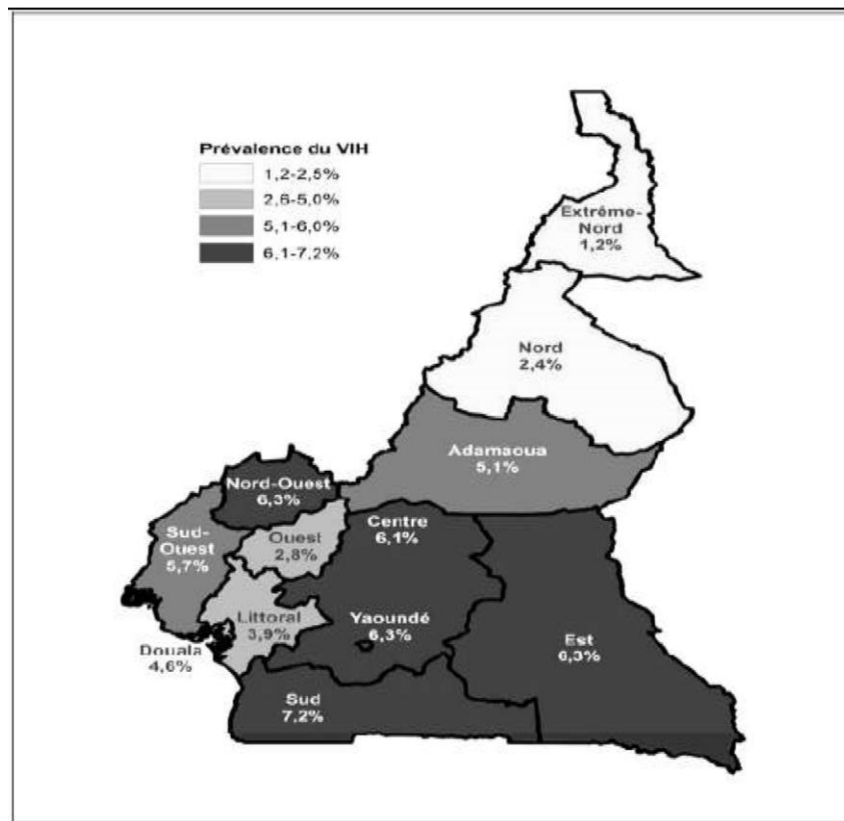 Prévalence du VIH
1,2-2,5%
2,6-5,0%
5,1-6,0%
6,1-7,2%
Extrême-
Nord
1,2%
Nord
2,4%
Adamaoua
5,1%
Nord-Ouest
6,3%
Sud-
Ouest
5,7%
Ouest
2,8%
Centre
6,1%
Littoral
3,9%
Yaoundé
6,3%
Est
6,3%
Douala
4,6%
Sud
7,2%